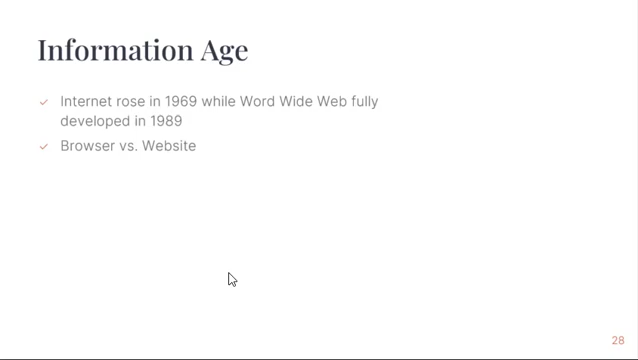 Information Age
Internet rose in 1969 while Word Wide Web fully
developed in 1989
Browser vs. Website
28